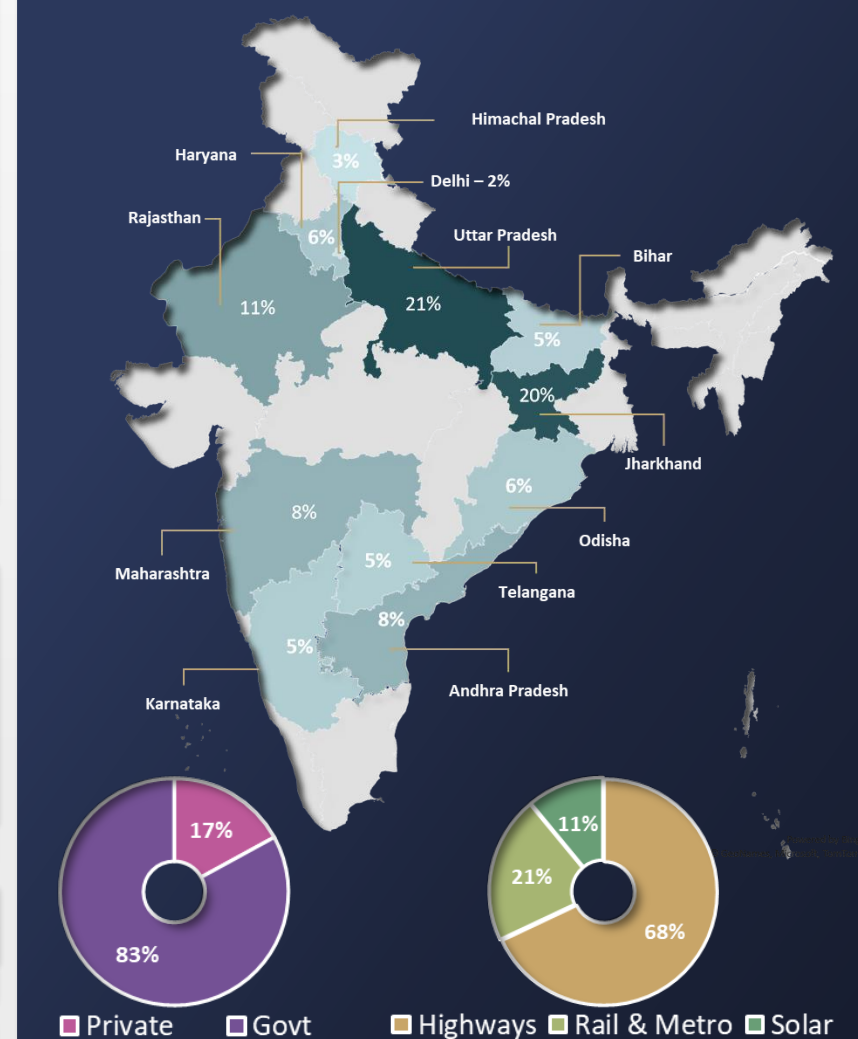 Himachal Pradesh
Haryana
3%
Delhi – 2%
Rajasthan
6%
Uttar Pradesh
Bihar
11%
21%
5%
20%
Jharkhand
6%
8%
Odisha
5%
Maharashtra
Telangana
8%
5%
Andhra Pradesh
Karnataka
17%
83%
11%
21%
68%
Private
Govt
Highways
Rail & Metro
Solar